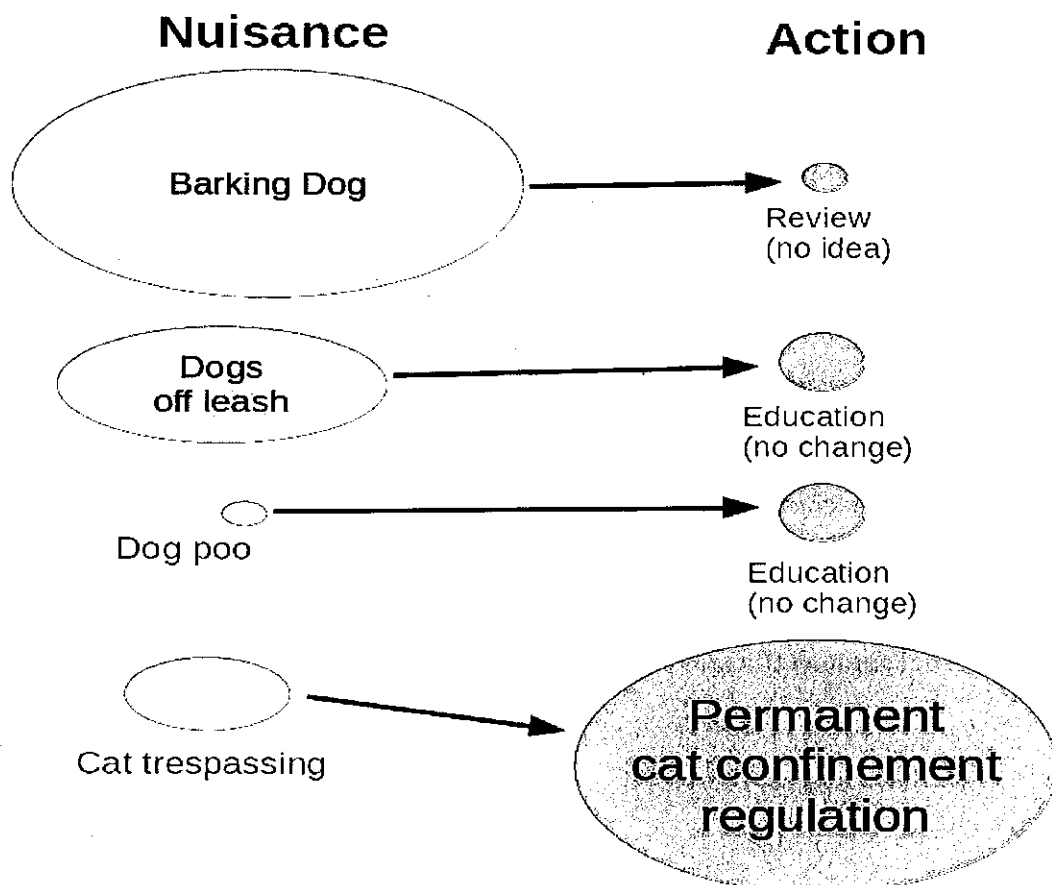 Nuisance
Action
Barking Dog
Review
(no idea)
Dogs
off leash
Education
(no change)
Dog poo
Education
(no change)
Cat trespassing
Permanent
cat confinement
regulation